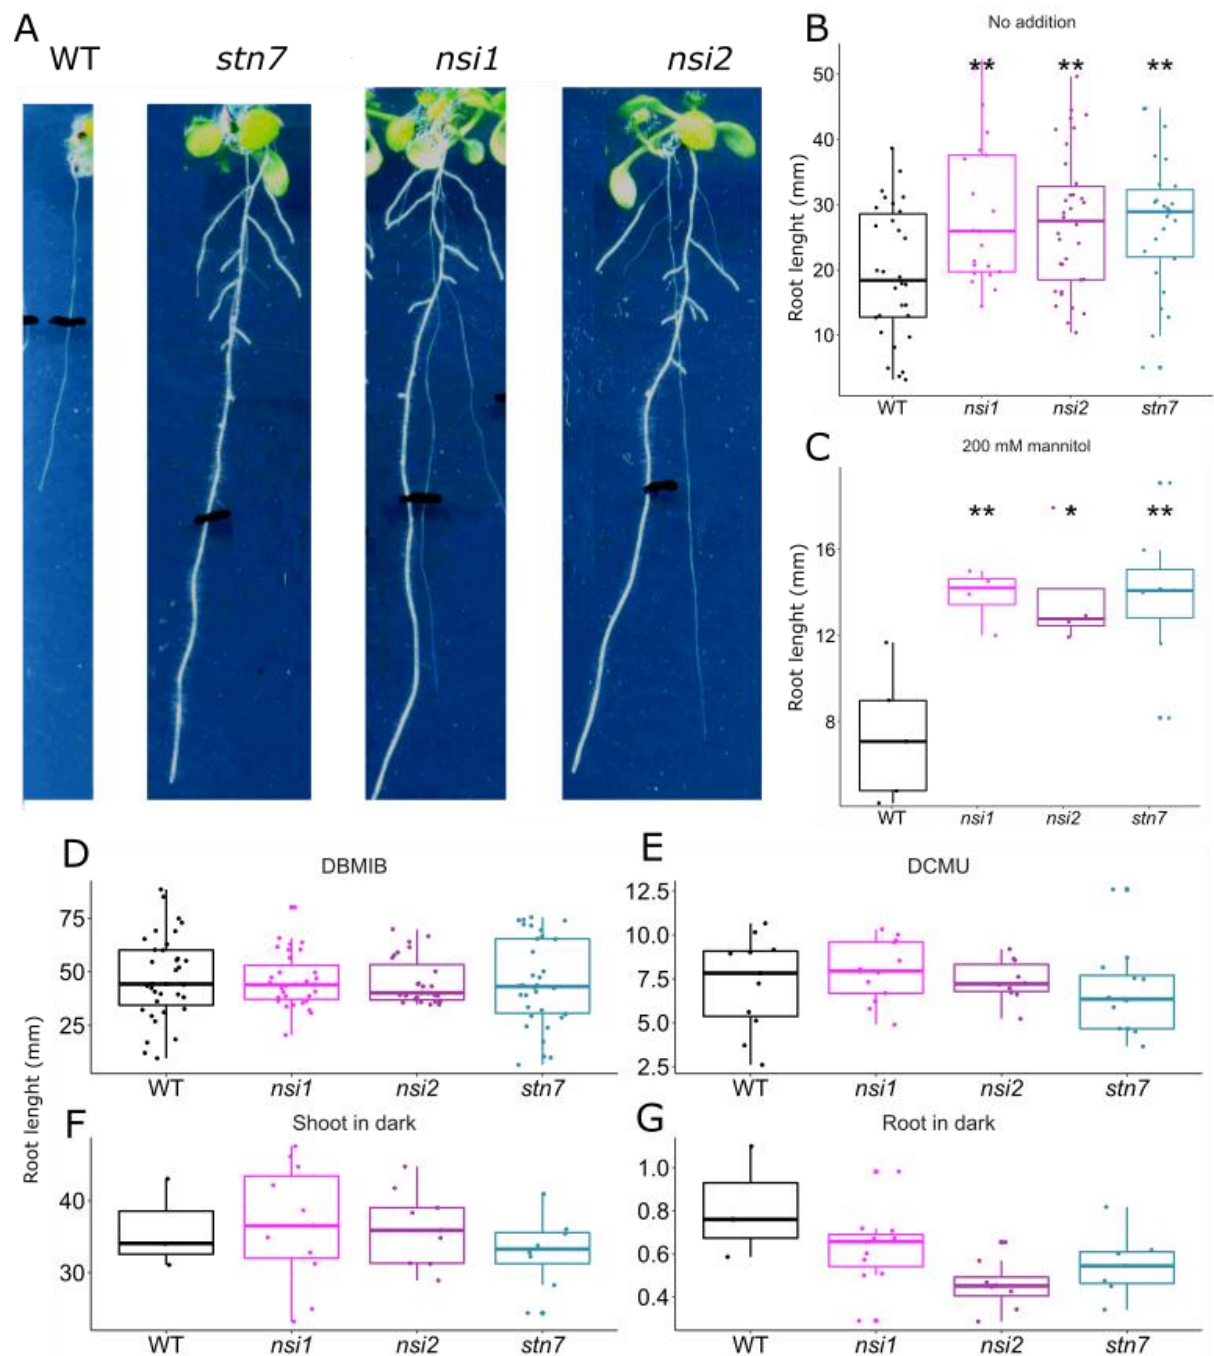 A
WT stn7 nsi1 nsi2
B
No addition
** ** **
Root lenght (mm)
50
40
30
20
10
WT nsi1 nsi2 stn7
C
200 mM mannitol
** * **
Root lenght (mm)
16
12
8
WT nsi1 nsi2 stn7
Root lenght (mm)
D
DBMIB
75
50
25
WT nsi1 nsi2 stn7
E
DCMU
12.5
10.0
7.5
5.0
2.5
WT nsi1 nsi2 stn7
F
Shoot in dark
40
30
WT nsi1 nsi2 stn7
G
Root in dark
1.0
0.8
0.6
0.4
WT nsi1 nsi2 stn7